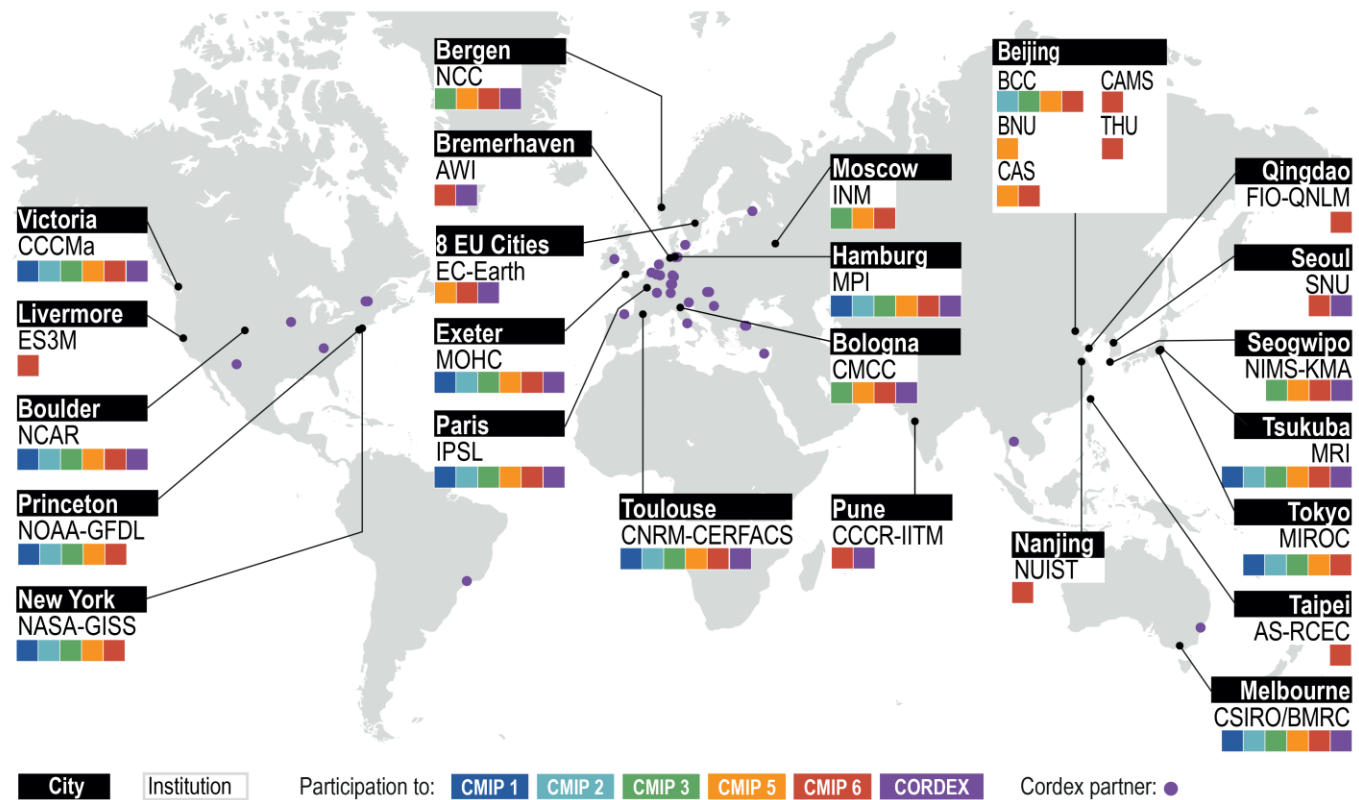 Bergen
NCC
Bremerhaven
AWI
8 EU Cities
EC-Earth
Exeter
MOHC
Paris
IPSL
Victoria
CCCMa
Livermore
ES3M
Boulder
NCAR
Princeton
NOAA-GFDL
New York
NASA-GISS
Toulouse
CNRM-CERFACS
Moscow
INM
Hamburg
MPI
Bologna
CMCC
Pune
CCCR-IITM
Beijing
BCC CAMS
BNU THU
CAS
Nanjing
NUIST
Qingdao
FIO-QNLM
Seoul
SNU
Seogwipo
NIMS-KMA
Tsukuba
MRI
Tokyo
MIROC
Taipei
AS-RCEC
Melbourne
CSIRO/BMRC
City Institution Participation to: CMIP 1 CMIP 2 CMIP 3 CMIP 5 CMIP 6 CORDEX Cordex partner: